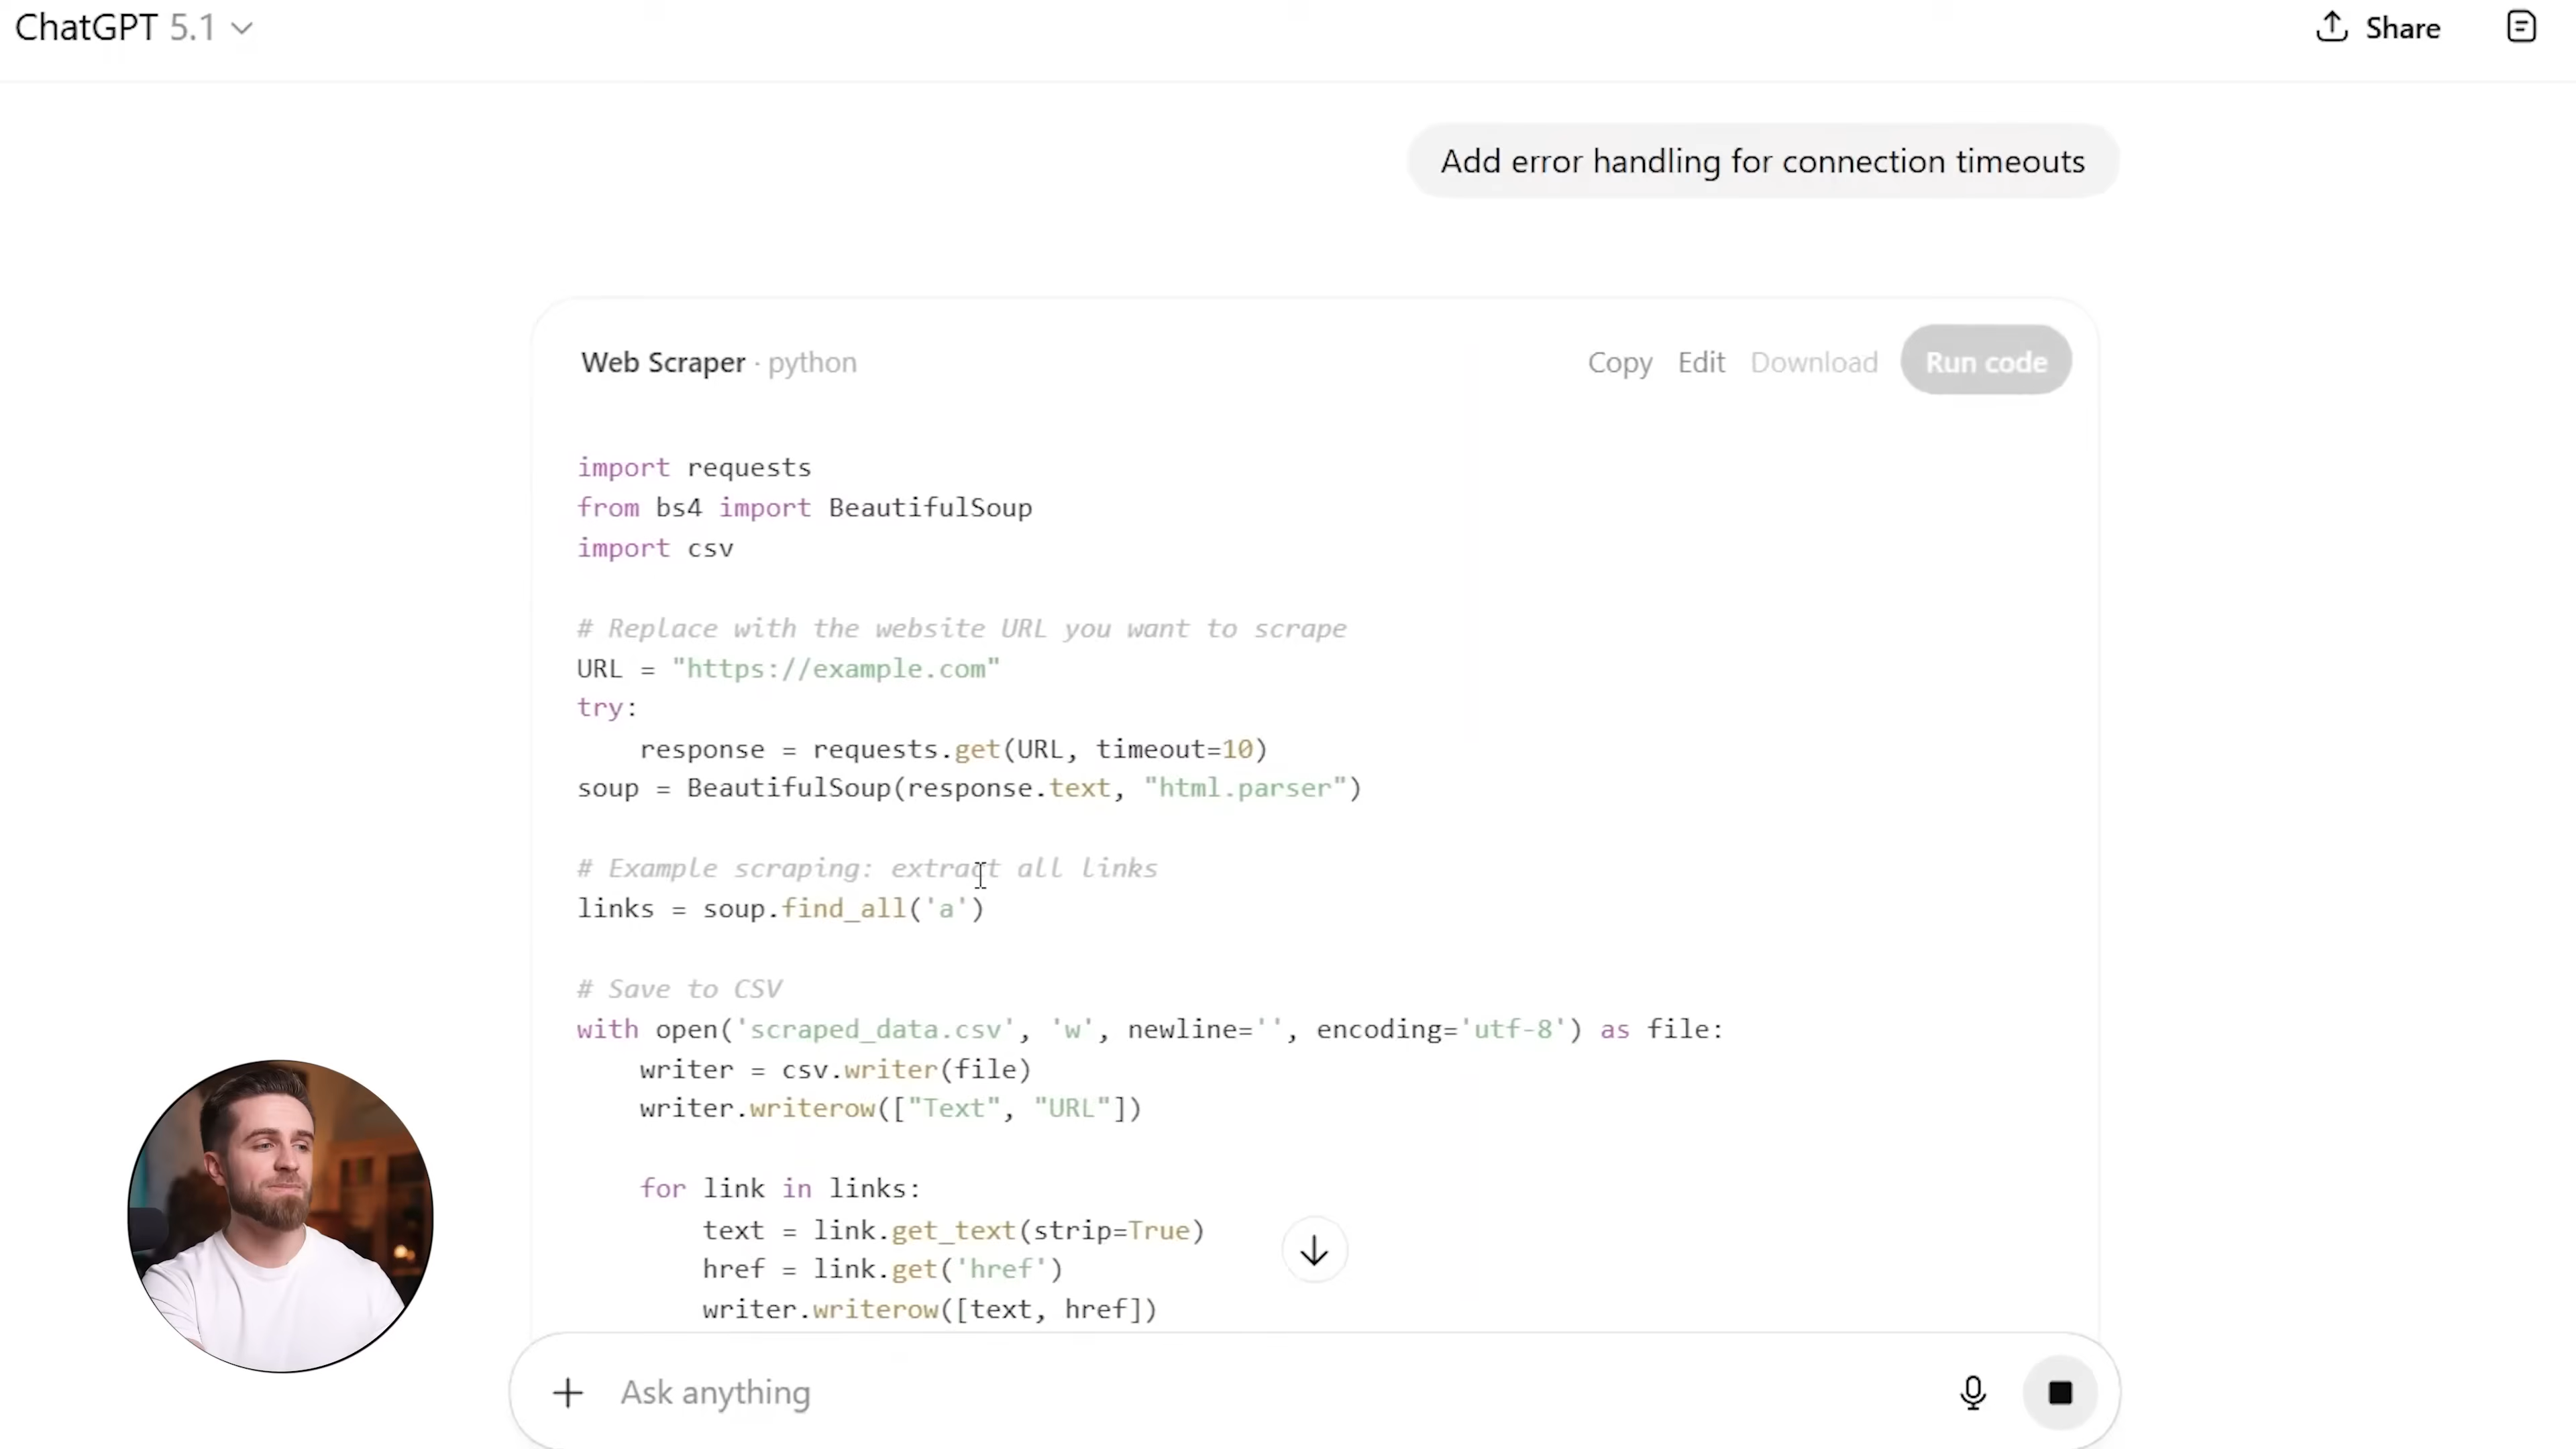 ChatGPT 5.1
Share
Add error handling for connection timeouts
Web Scraper · python
Copy Edit Download Run code
import requests
from bs4 import BeautifulSoup
import csv
# Replace with the website URL you want to scrape
URL = "https://example.com"
try:
    response = requests.get(URL, timeout=10)
soup = BeautifulSoup(response.text, "html.parser")
# Example scraping: extract all links
links = soup.find_all('a')
# Save to CSV
with open('scraped_data.csv', 'w', newline='', encoding='utf-8') as file:
    writer = csv.writer(file)
    writer.writerow(["Text", "URL"])
    for link in links:
        text = link.get_text(strip=True)
        href = link.get('href')
        writer.writerow([text, href])
Ask anything